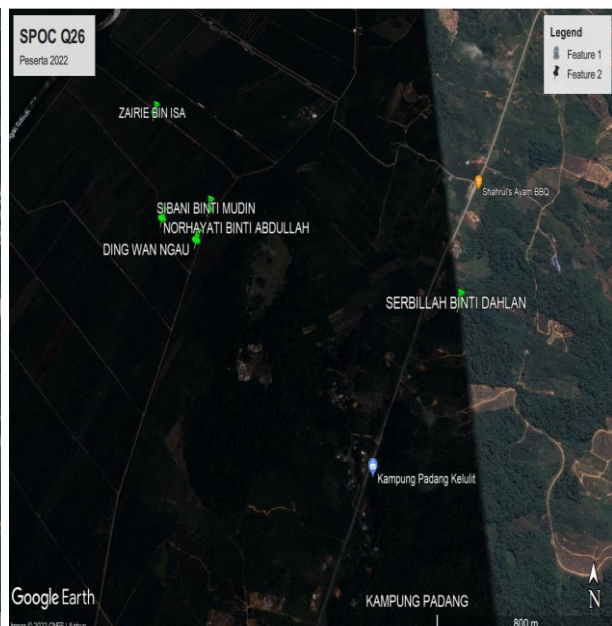 SPOC Q26
Peserta 2022
Legend
Feature 1
Feature 2
ZAIRIE BIN ISA
Shahrul's Ayam BBQ
SIBANI BINTI MUDIN
NORHAYATI BINTI ABDULLAH
DING WAN NGAU
SERBILLAH BINTI DAHLAN
Kampung Padang Kelulit
Google Earth
KAMPUNG PADANG
N
800 m